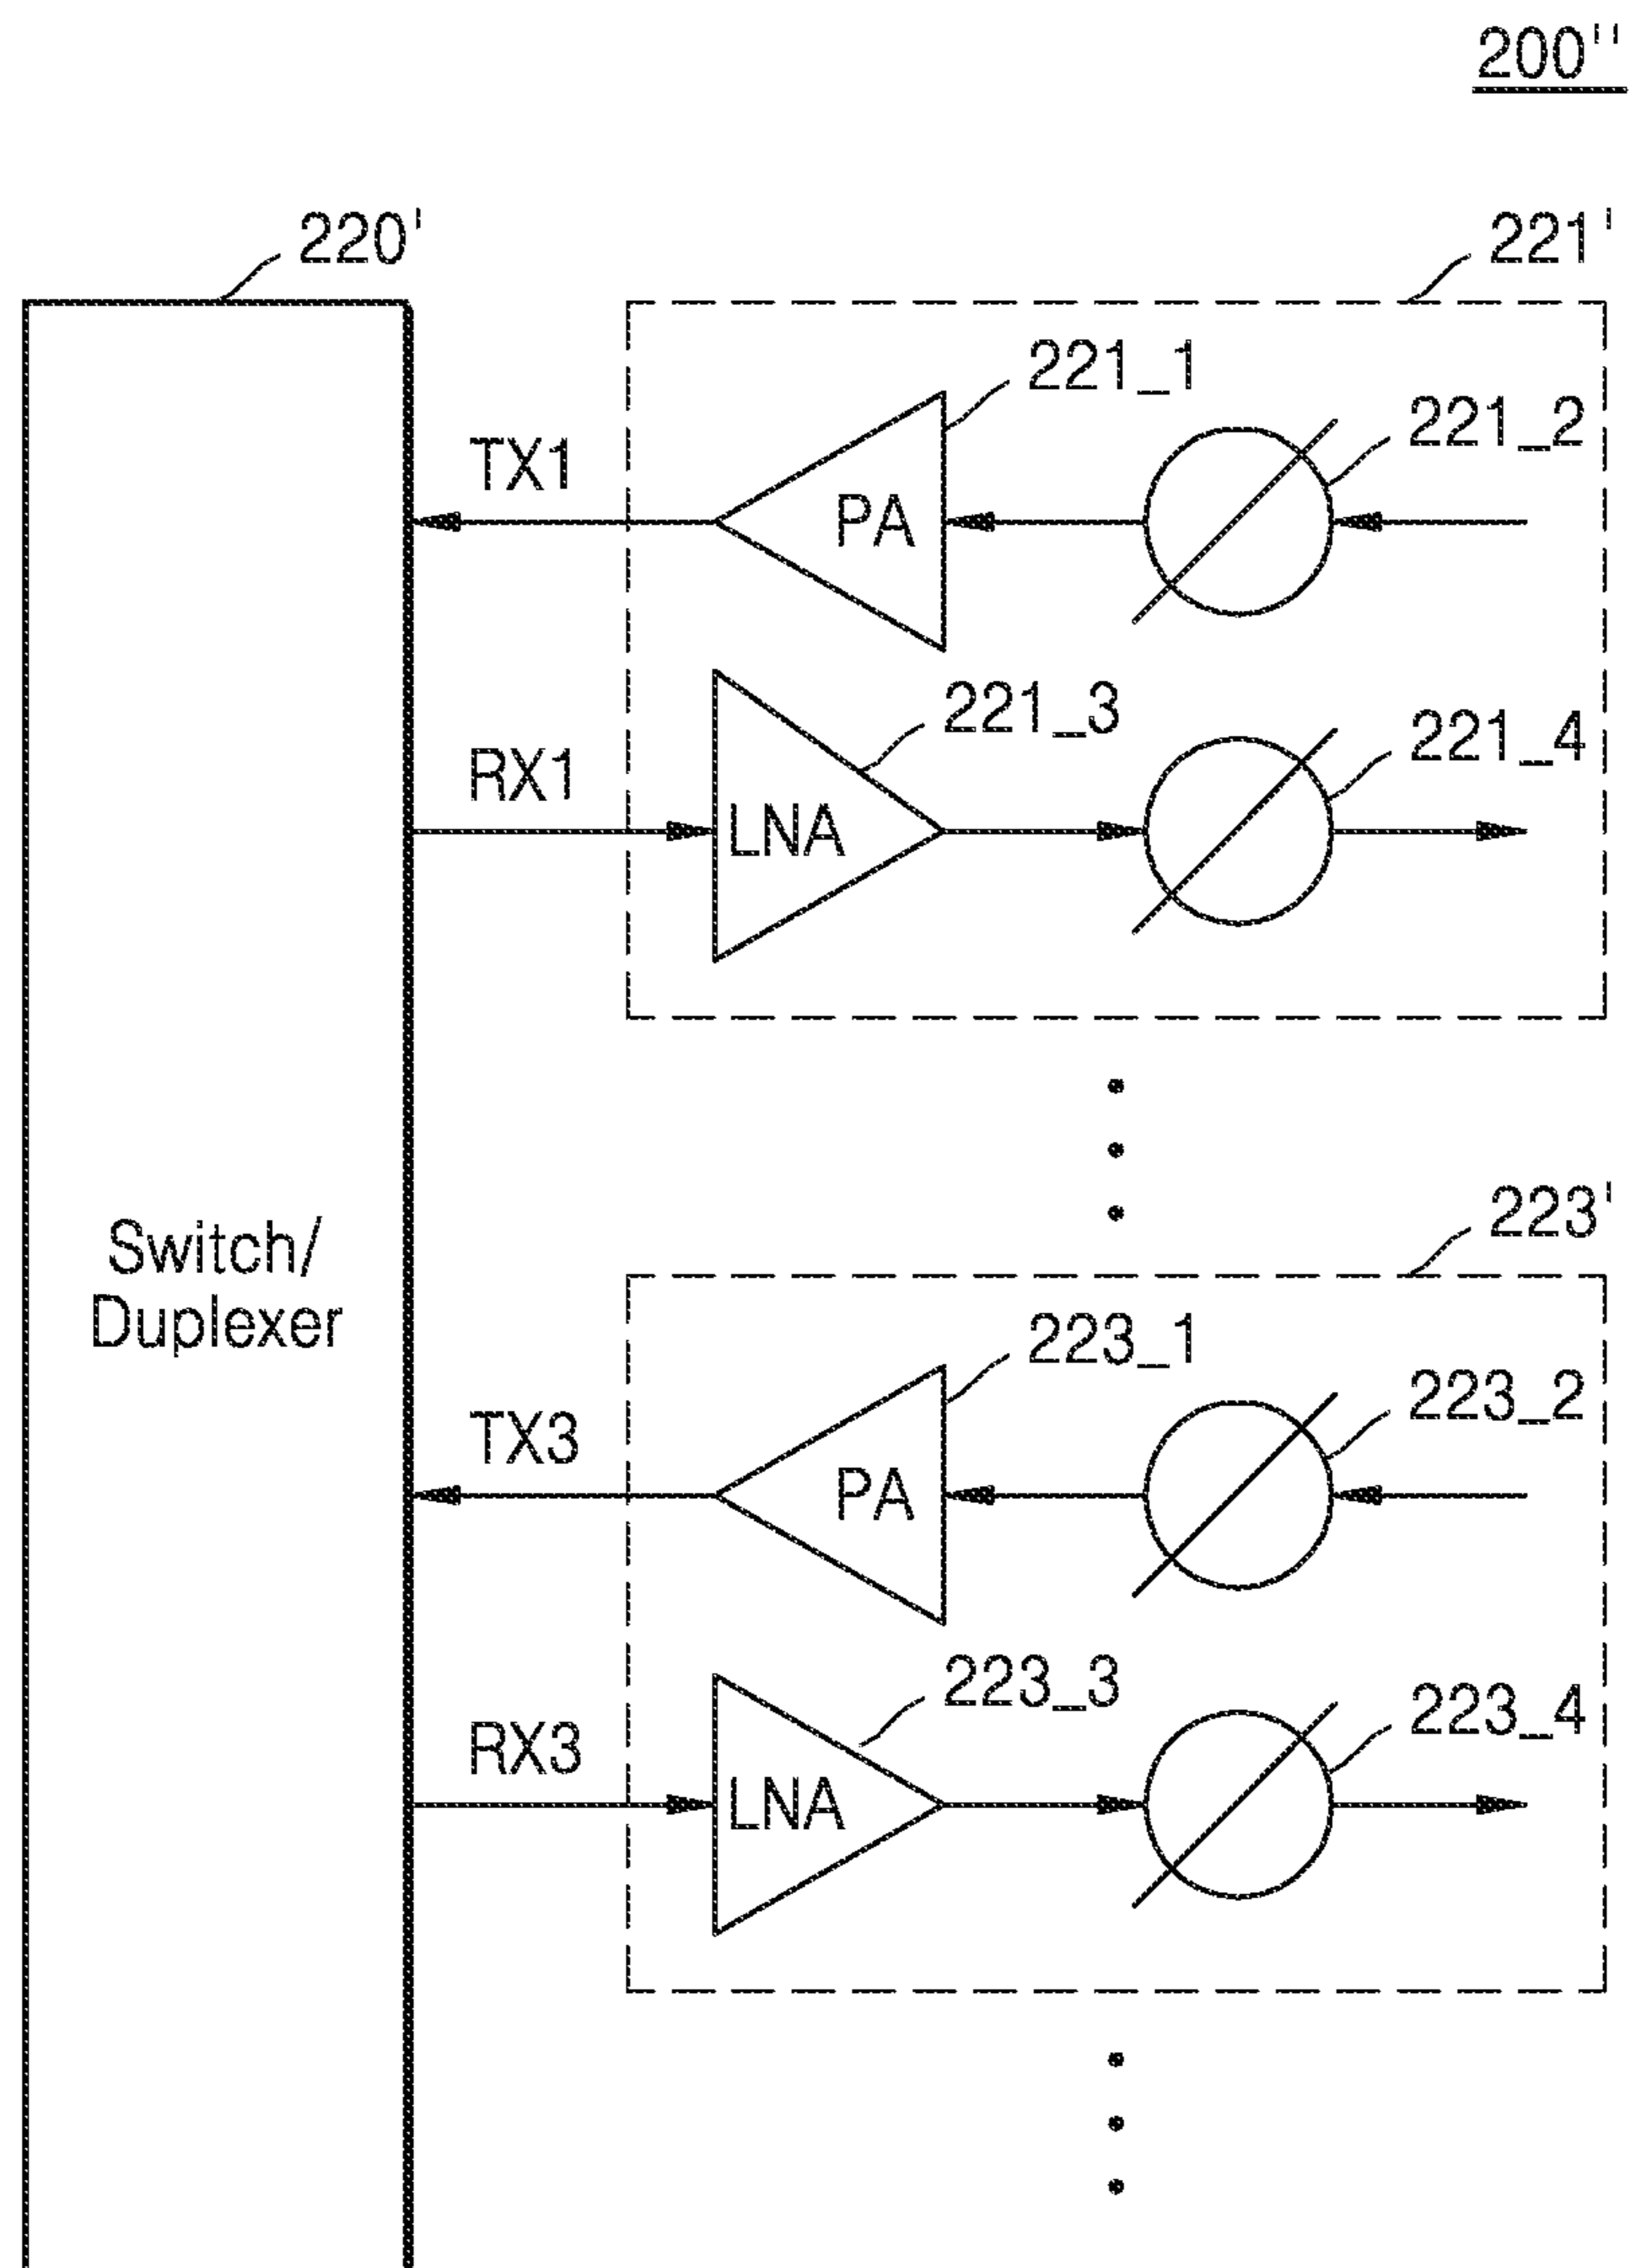 200''
220'
221'
221_1
221_2
TX1
PA
221_3
221_4
RX1
LNA
223'
Switch/
Duplexer
223_1
223_2
TX3
PA
223_3
223_4
RX3
LNA